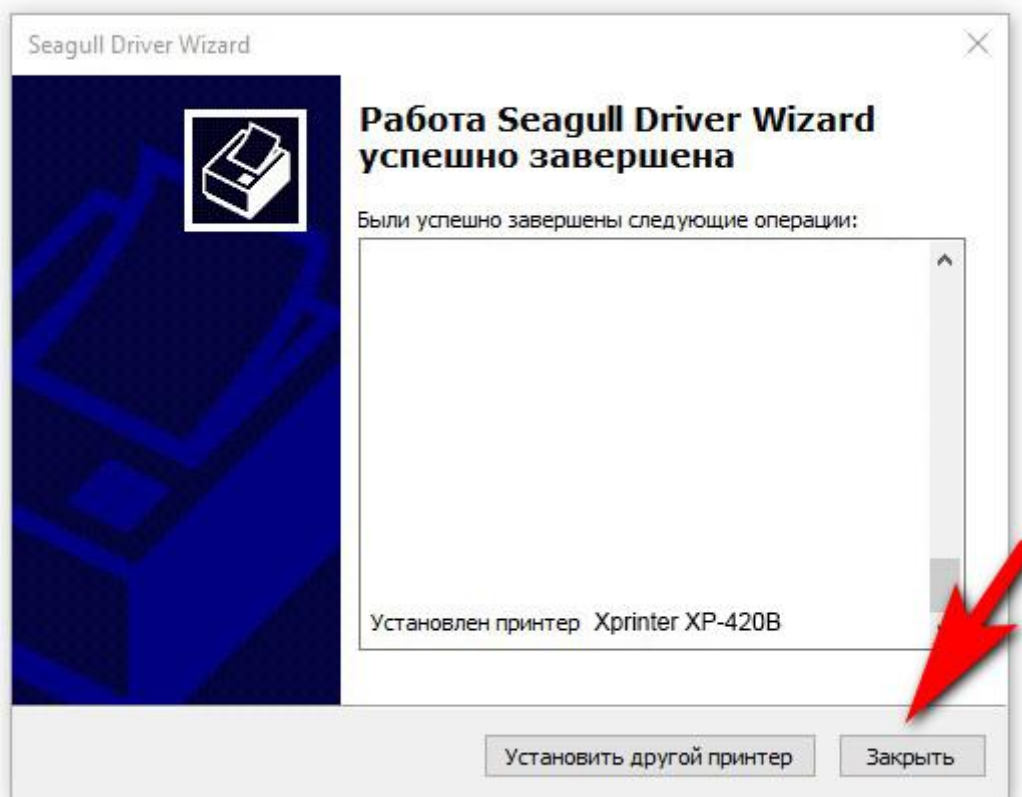 Seagull Driver Wizard
Работа Seagull Driver Wizard
успешно завершена
Были успешно завершены следующие операции:
Установлен принтер Xprinter XP-420B
Установить другой принтер
Закрыть